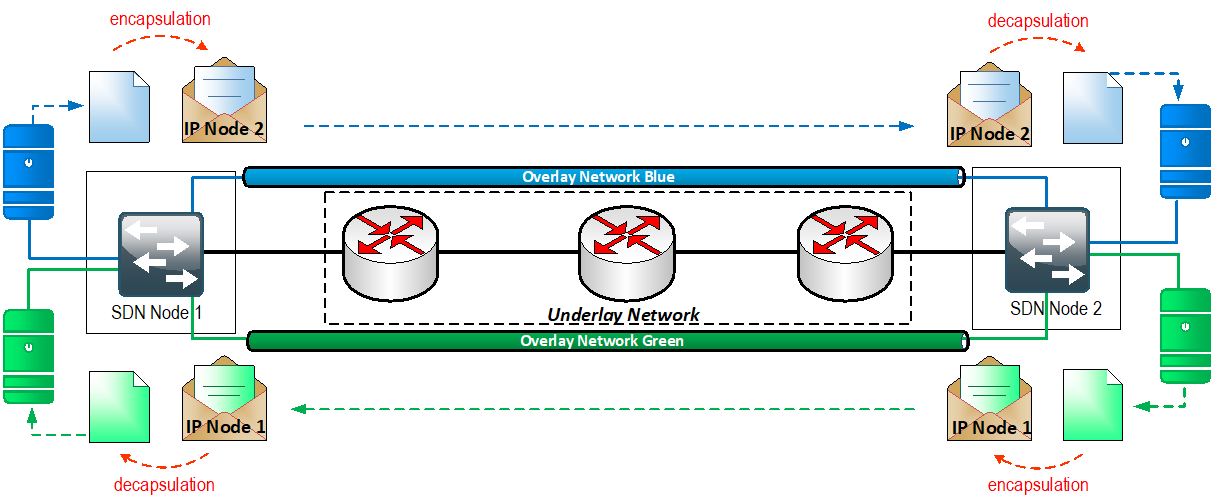 encapsulation
decapsulation
IP Node 2
IP Node 2
Overlay Network Blue
SDN Node 1
Underlay Network
SDN Node 2
Overlay Network Green
IP Node 1
IP Node 1
decapsulation
encapsulation